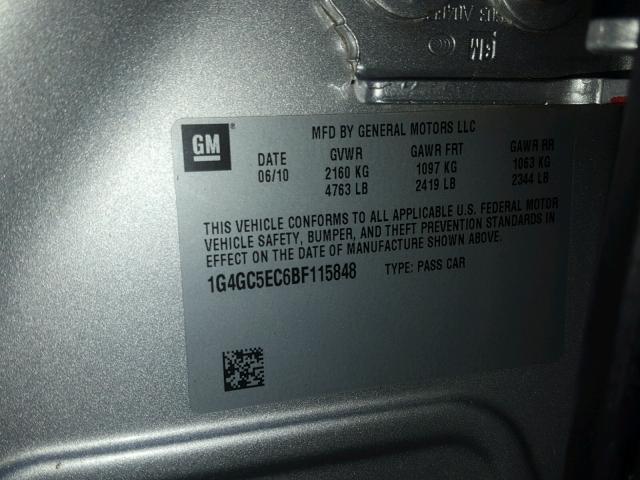 GM
MFD BY GENERAL MOTORS LLC
DATE GVWR GAWR FRT GAWR RR
06/10 2160 KG 1097 KG 1063 KG
4763 LB 2419 LB 2344 LB
THIS VEHICLE CONFORMS TO ALL APPLICABLE U.S. FEDERAL MOTOR
VEHICLE SAFETY, BUMPER, AND THEFT PREVENTION STANDARDS IN
EFFECT ON THE DATE OF MANUFACTURE SHOWN ABOVE.
1G4GC5EC6BF115848 TYPE: PASS CAR